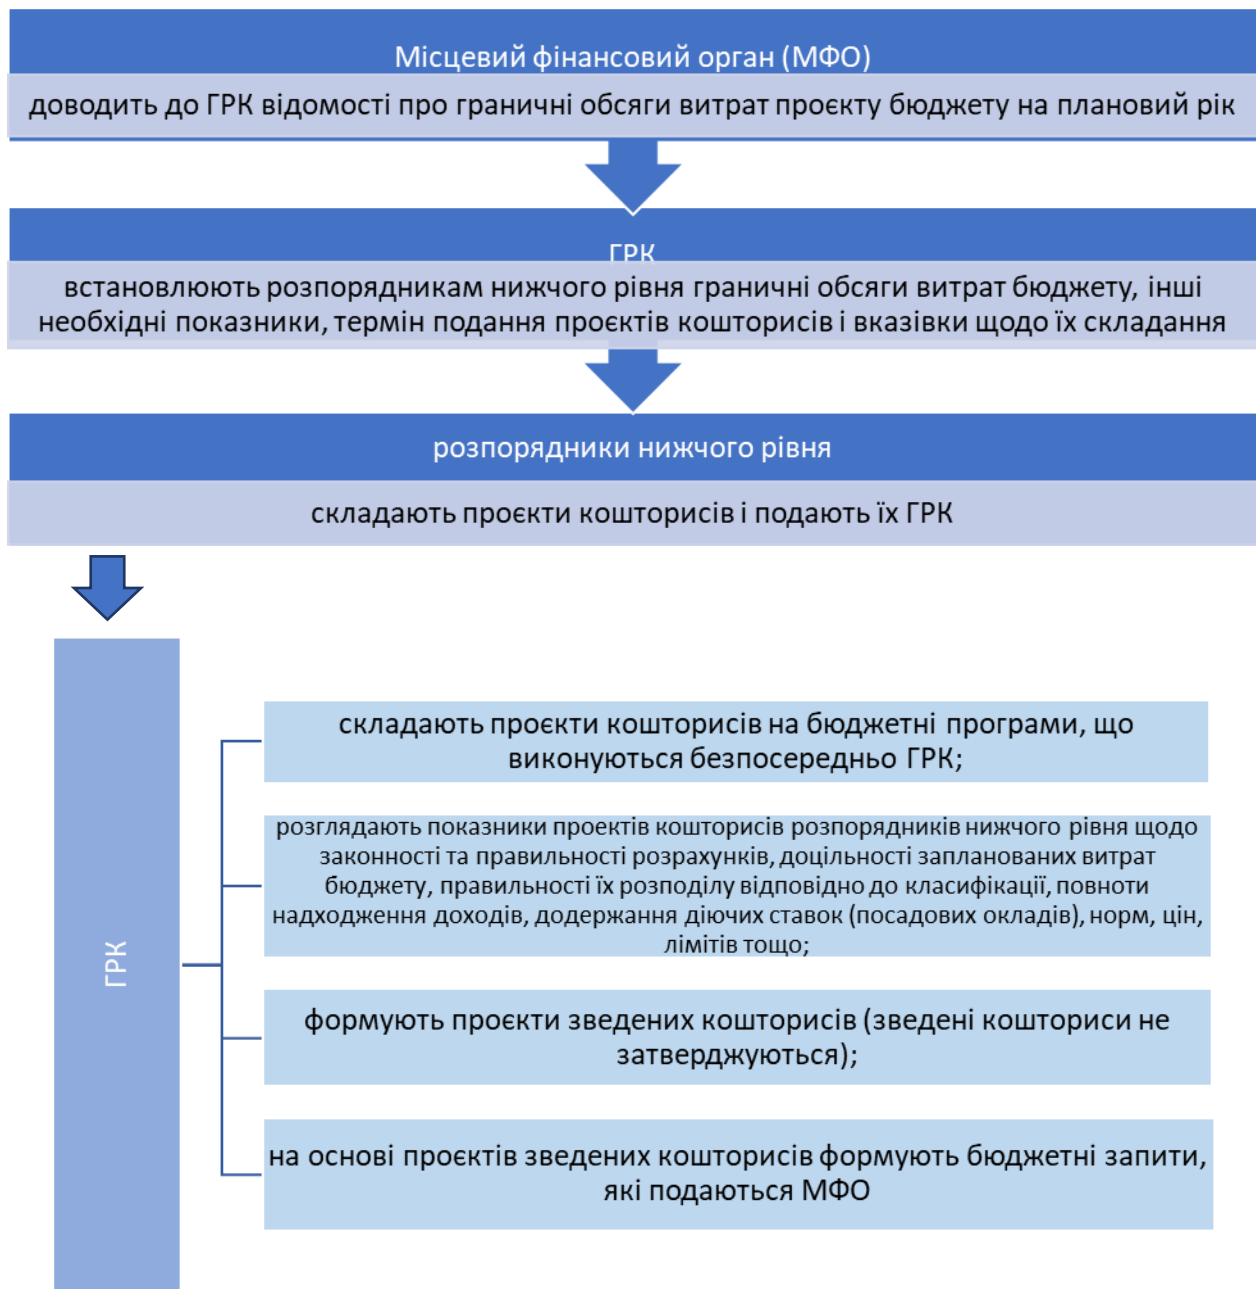 Місцевий фінансовий орган (МФО)
доводить до ГРК відомості про граничні обсяги витрат проєкту бюджету на плановий рік
ГРК
встановлюють розпорядникам нижчого рівня граничні обсяги витрат бюджету, інші
необхідні показники, термін подання проєктів кошторисів і вказівки щодо їх складання
розпорядники нижчого рівня
складають проєкти кошторисів і подають їх ГРК
ГРК
складають проєкти кошторисів на бюджетні програми, що
виконуються безпосередньо ГРК;
розглядають показники проектів кошторисів розпорядників нижчого рівня щодо
законності та правильності розрахунків, доцільності запланованих витрат
бюджету, правильності їх розподілу відповідно до класифікації, повноти
надходження доходів, додержання діючих ставок (посадових окладів), норм, цін,
лімітів тощо;
формують проєкти зведених кошторисів (зведені кошториси не
затверджуються);
на основі проєктів зведених кошторисів формують бюджетні запити,
які подаються МФО